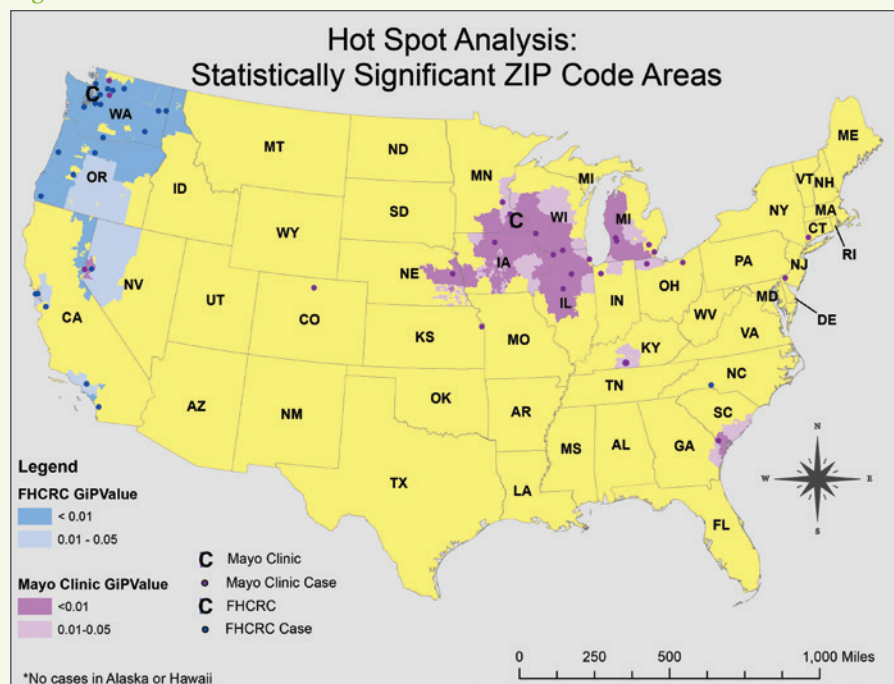 Hot Spot Analysis:
Statistically Significant ZIP Code Areas
C
WA
MT
ND
MN
ME
OR
ID
SD
C
WI
MI
MI
VT
NH
NY
MA
CT
RI
WY
IA
NE
PA
NJ
NV
UT
CO
IL
IN
OH
MD
DE
CA
KS
MO
WV
VA
KY
AZ
NM
OK
AR
TN
NC
SC
MS
AL
GA
TX
LA
FL
N
W
E
S
Legend
FHCRC GiPValue
< 0.01
0.01 - 0.05
Mayo Clinic GiPValue
<0.01
0.01-0.05
C Mayo Clinic
Mayo Clinic Case
C FHCRC
FHCRC Case
0 250 500 1,000 Miles
*No cases in Alaska or Hawaii